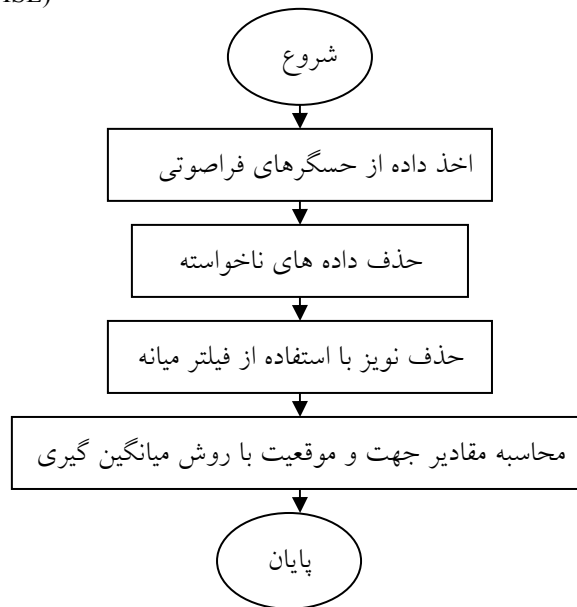 شروع
اخذ داده از حسگرهای فراصوتی
حذف داده های ناخواسته
حذف نویز با استفاده از فیلتر میانه
محاسبه مقادیر جهت و موقعیت با روش میانگین گیری
پایان